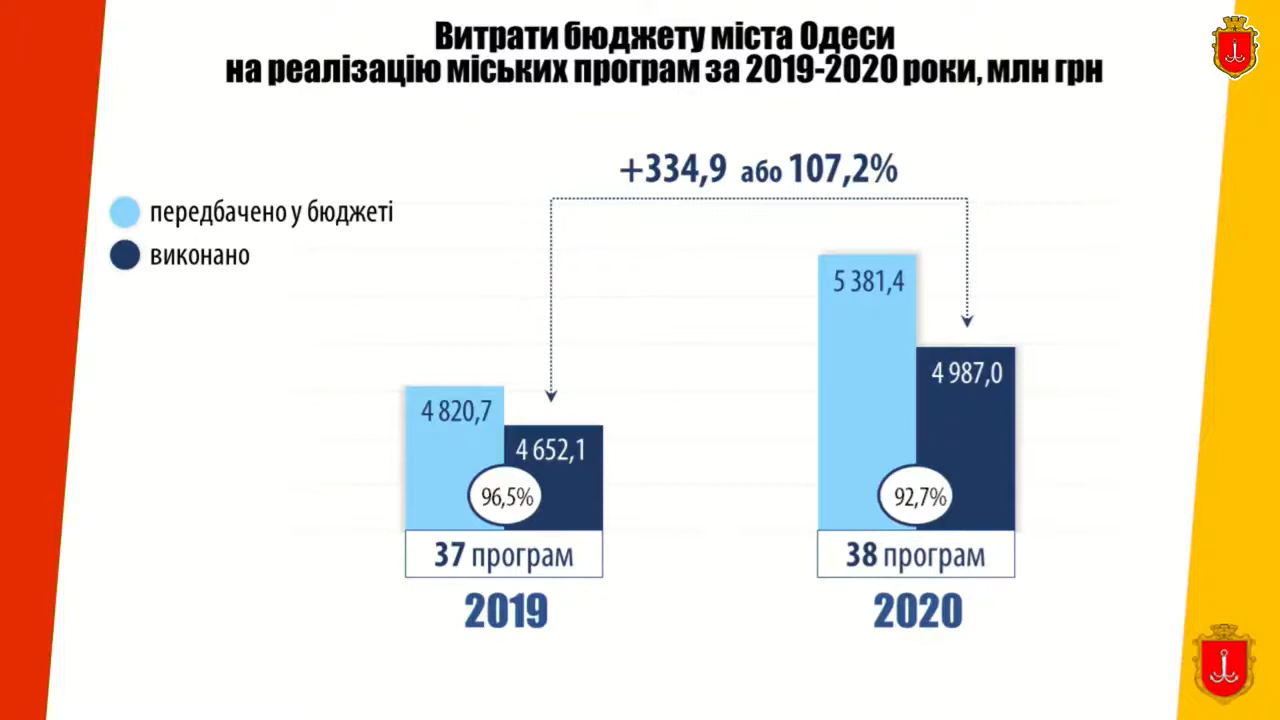 Витрати бюджету міста Одеси
на реалізацію міських програм за 2019-2020 роки, млн грн
+334,9 або 107,2%
передбачено у бюджеті
виконано
4 820,7
4 652,1
96,5%
37 програм
2019
5 381,4
4 987,0
92,7%
38 програм
2020